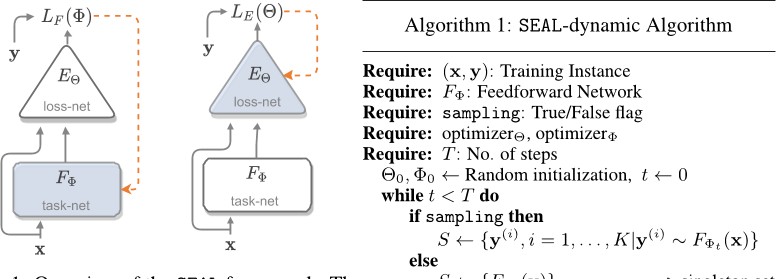 L_F(Φ)
y
E_Θ
loss-net
F_Φ
task-net
x
L_E(Θ)
y
E_Θ
loss-net
F_Φ
task-net
x
Algorithm 1: SEAL-dynamic Algorithm
Require: (x, y): Training Instance
Require: F_Φ: Feedforward Network
Require: sampling: True/False flag
Require: optimizer_Θ, optimizer_Φ
Require: T: No. of steps
Θ_0, Φ_0 ← Random initialization, t ← 0
while t < T do
if sampling then
S ← {y^(i), i = 1, . . . , K|y^(i) ∼ F_Φ_t(x)}
else